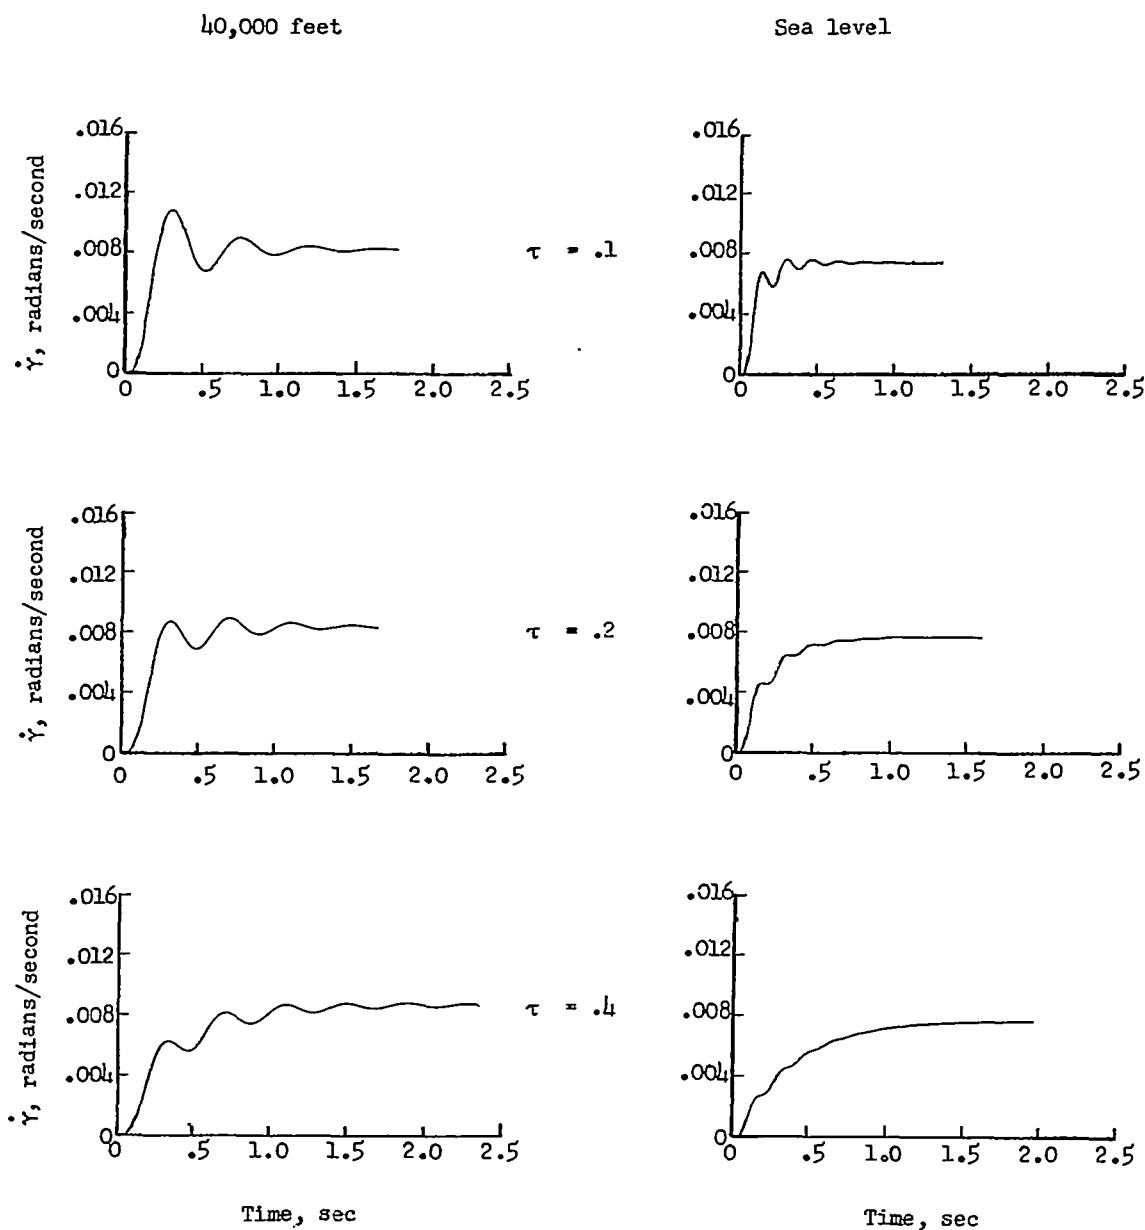 40,000 feet
Sea level
γ̇, radians/second
.016
.012
.008
.004
0
0 .5 1.0 1.5 2.0 2.5
τ = .1
.016
.012
.008
.004
0
0 .5 1.0 1.5 2.0 2.5
γ̇, radians/second
.016
.012
.008
.004
0
0 .5 1.0 1.5 2.0 2.5
τ = .2
.016
.012
.008
.004
0
0 .5 1.0 1.5 2.0 2.5
γ̇, radians/second
.016
.012
.008
.004
0
0 .5 1.0 1.5 2.0 2.5
Time, sec
τ = .4
.016
.012
.008
.004
0
0 .5 1.0 1.5 2.0 2.5
Time, sec